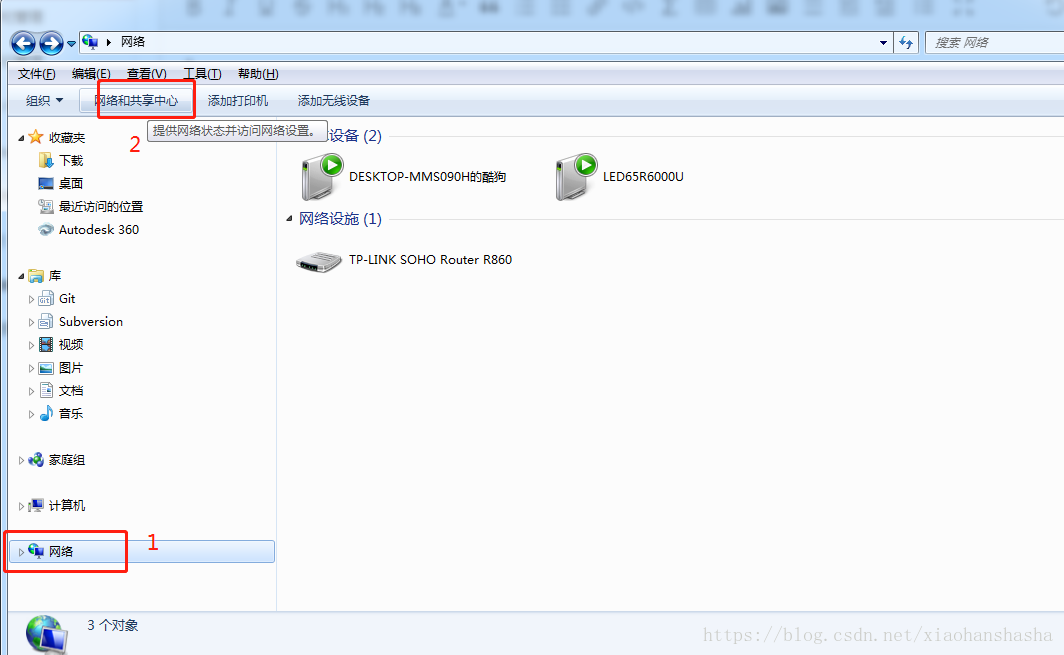 网络
搜索 网络
文件(F) 编辑(E) 查看(V) 工具(T) 帮助(H)
组织 网络和共享中心 添加打印机 添加无线设备
2
提供网络状态并访问网络设置。
设备 (2)
收藏夹
下载
桌面
最近访问的位置
Autodesk 360
DESKTOP-MMS090H的酷狗
LED65R6000U
网络设施 (1)
TP-LINK SOHO Router R860
库
Git
Subversion
视频
图片
文档
音乐
家庭组
计算机
网络
1
3 个对象
https://blog.csdn.net/xiaohanshasha